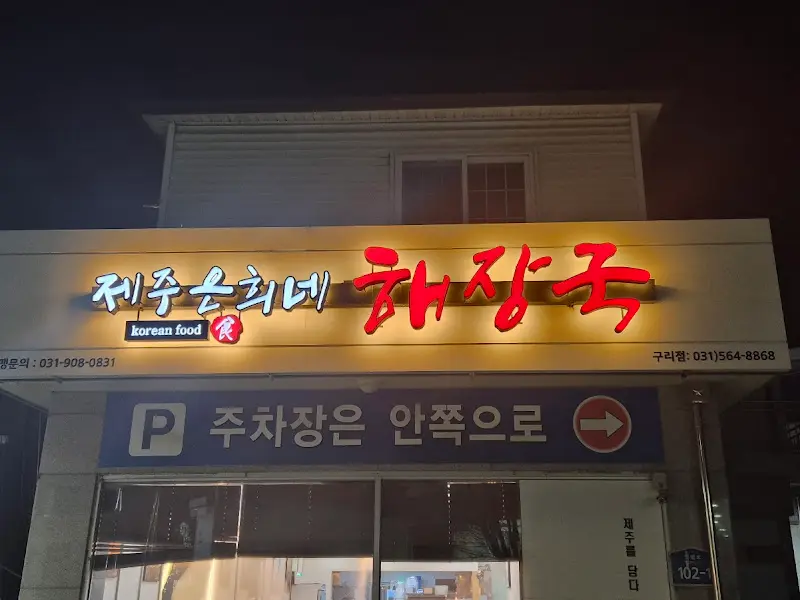 제주은희네 해장국
korean food 食
맹문의 : 031-908-0831
구리점: 031)564-8868
P 주차장은 안쪽으로
제주를 담다
102-1